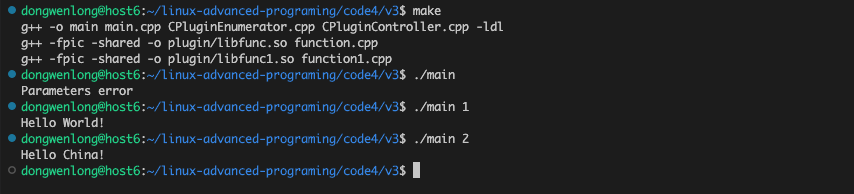 dongwenlong@host6:~/linux-advanced-programing/code4/v3$ make
g++ -o main main.cpp CPluginEnumerator.cpp CPluginController.cpp -ldl
g++ -fpic -shared -o plugin/libfunc.so function.cpp
g++ -fpic -shared -o plugin/libfunc1.so function1.cpp
dongwenlong@host6:~/linux-advanced-programing/code4/v3$ ./main
Parameters error
dongwenlong@host6:~/linux-advanced-programing/code4/v3$ ./main 1
Hello World!
dongwenlong@host6:~/linux-advanced-programing/code4/v3$ ./main 2
Hello China!
dongwenlong@host6:~/linux-advanced-programing/code4/v3$